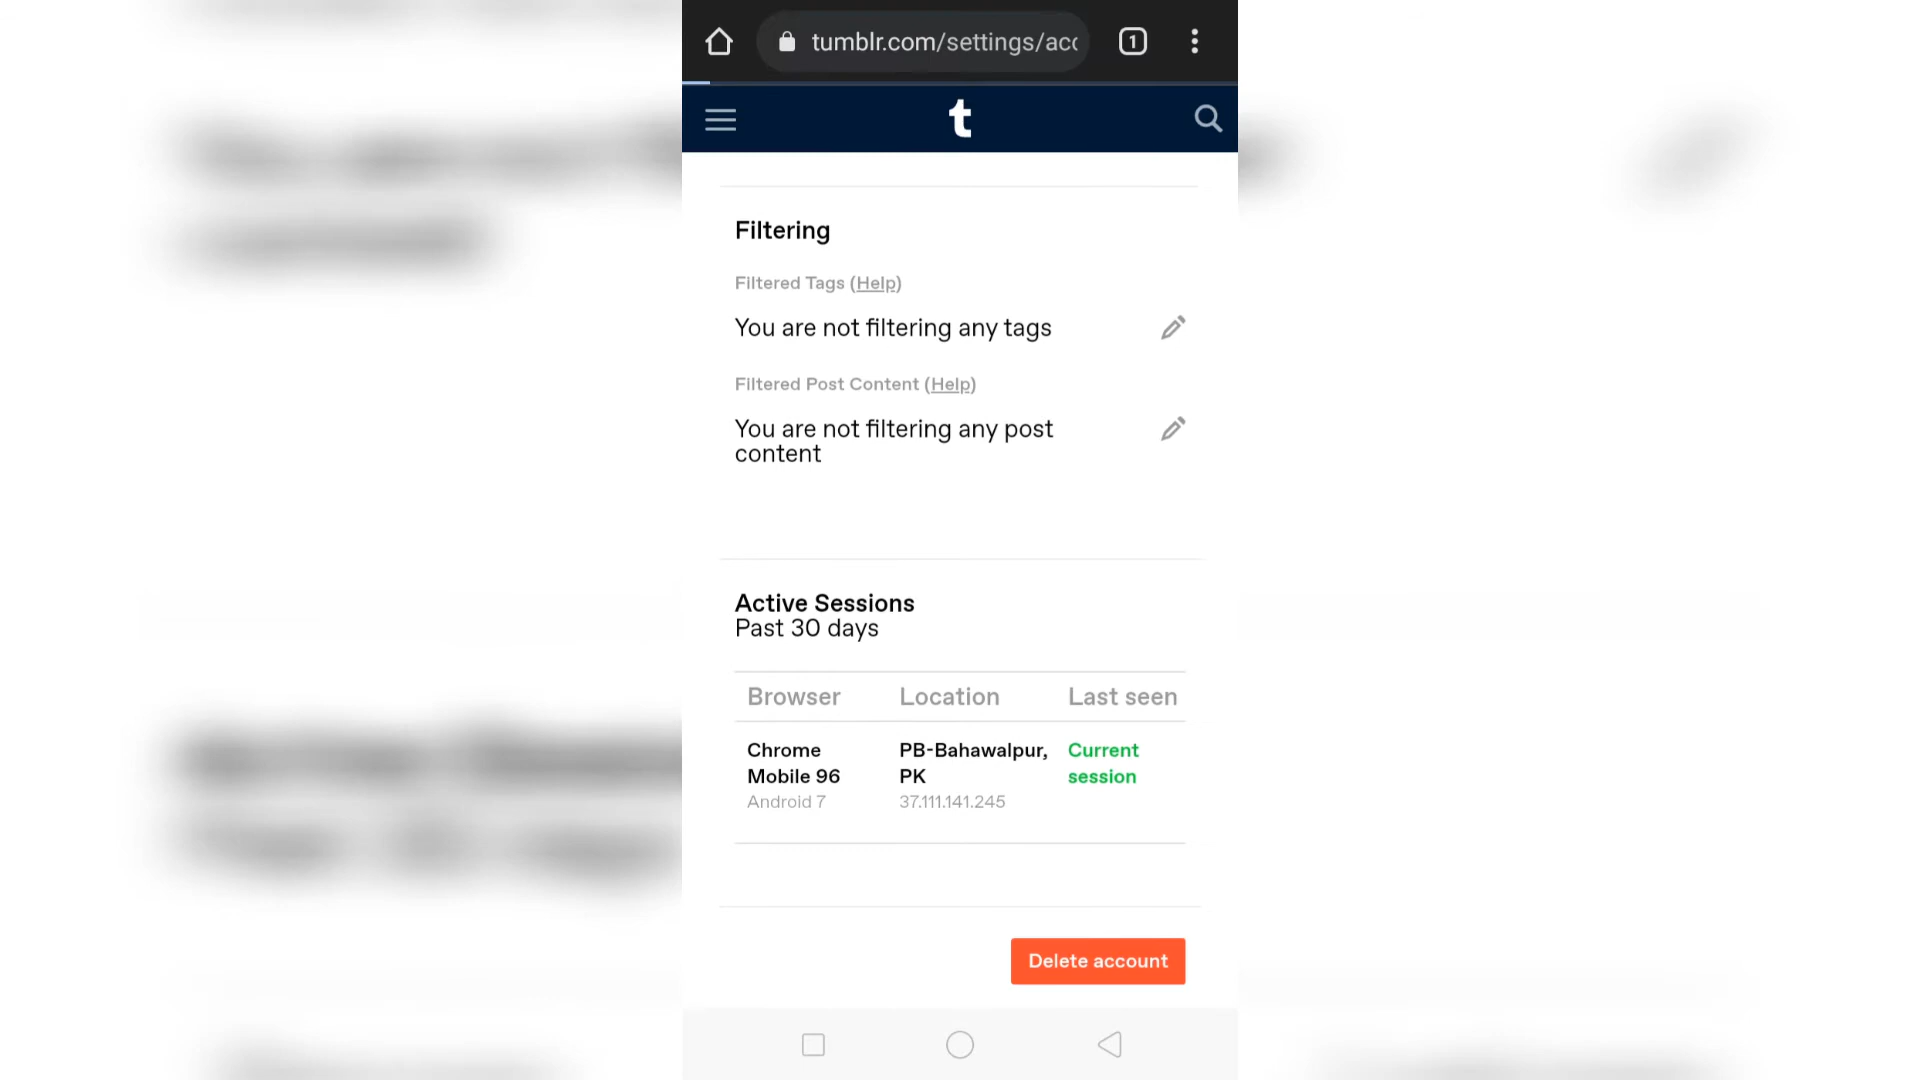 tumblr.com/settings/acc
1
t
Filtering
Filtered Tags (Help)
You are not filtering any tags
Filtered Post Content (Help)
You are not filtering any post
content
Active Sessions
Past 30 days
Browser Location Last seen
Chrome PB-Bahawalpur, Current
Mobile 96 PK session
Android 7 37.111.141.245
Delete account